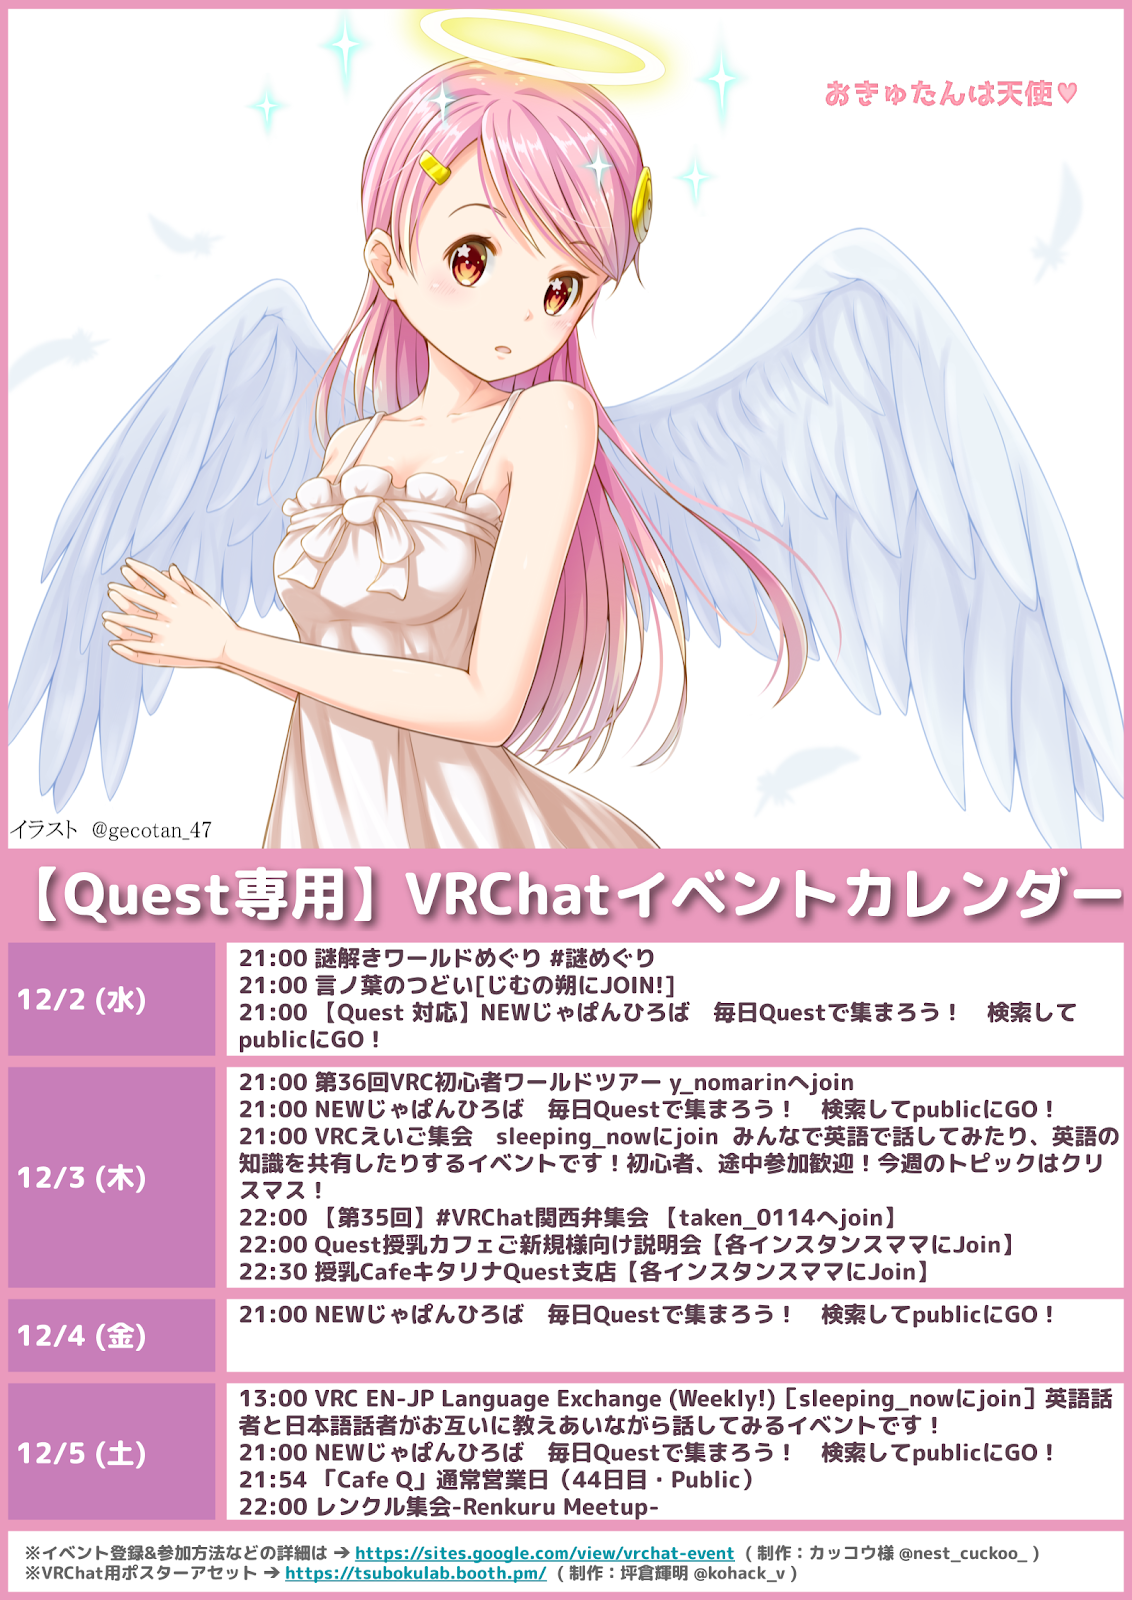 おきゅたんは天使♥
イラスト @gecotan_47
【Quest専用】VRChatイベントカレンダー
12/2 (水)
21:00 謎解きワールドめぐり #謎めぐり
21:00 言ノ葉のつどい[じむの朔にJOIN!]
21:00 【Quest 対応】NEWじゃぱんひろば　毎日Questで集まろう！　検索して
publicにGO！
12/3 (木)
21:00 第36回VRC初心者ワールドツアー y_nomarinへjoin
21:00 NEWじゃぱんひろば　毎日Questで集まろう！　検索してpublicにGO！
21:00 VRCえいご集会　sleeping_nowにjoin みんなで英語で話してみたり、英語の
知識を共有したりするイベントです！初心者、途中参加歓迎！今週のトピックはクリ
スマス！
22:00 【第35回】#VRChat関西弁集会 【taken_0114へjoin】
22:00 Quest授乳カフェご新規様向け説明会【各インスタンスママにJoin】
22:30 授乳CafeキタリナQuest支店【各インスタンスママにJoin】
12/4 (金)
21:00 NEWじゃぱんひろば　毎日Questで集まろう！　検索してpublicにGO！
12/5 (土)
13:00 VRC EN-JP Language Exchange (Weekly!)［sleeping_nowにjoin］英語話
者と日本語話者がお互いに教えあいながら話してみるイベントです！
21:00 NEWじゃぱんひろば　毎日Questで集まろう！　検索してpublicにGO！
21:54 「Cafe Q」通常営業日（44日目・Public）
22:00 レンクル集会-Renkuru Meetup-
※イベント登録&参加方法などの詳細は → https://sites.google.com/view/vrchat-event ( 制作：カッコウ様 @nest_cuckoo_ )
※VRChat用ポスターアセット → https://tsubokulab.booth.pm/ ( 制作：坪倉輝明 @kohack_v )